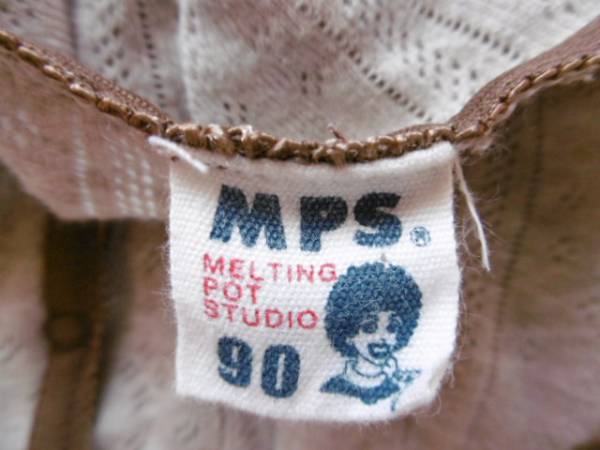 MPS®
MELTING
POT
STUDIO
90